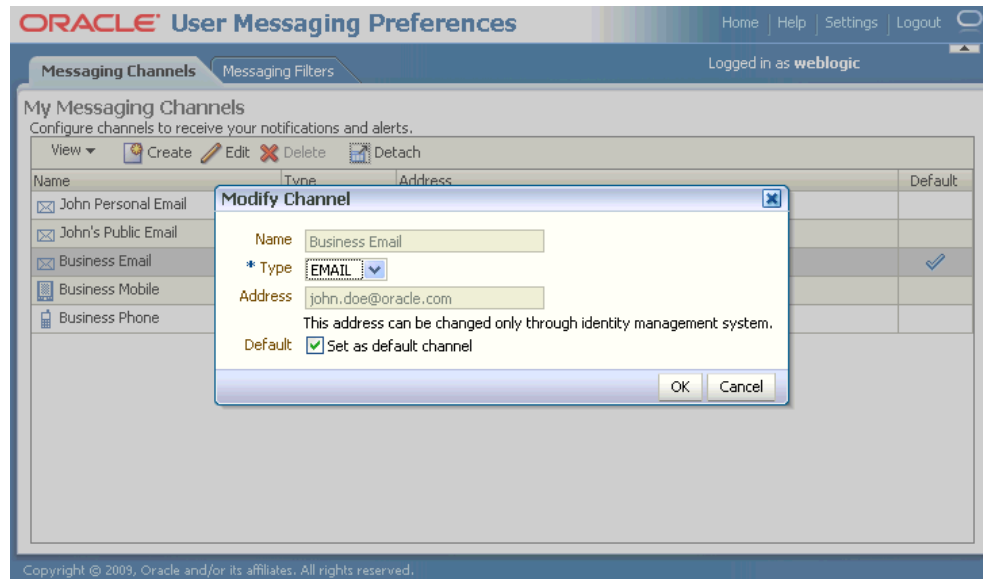 ORACLE User Messaging Preferences
Home | Help | Settings | Logout
Messaging Channels Messaging Filters
Logged in as weblogic
My Messaging Channels
Configure channels to receive your notifications and alerts.
View Create Edit Delete Detach
Name Type Address Default
John Personal Email
John's Public Email
Business Email
Business Mobile
Business Phone
Modify Channel
Name Business Email
* Type EMAIL
Address john.doe@oracle.com
This address can be changed only through identity management system.
Default Set as default channel
OK Cancel
Copyright © 2009, Oracle and/or its affiliates. All rights reserved.